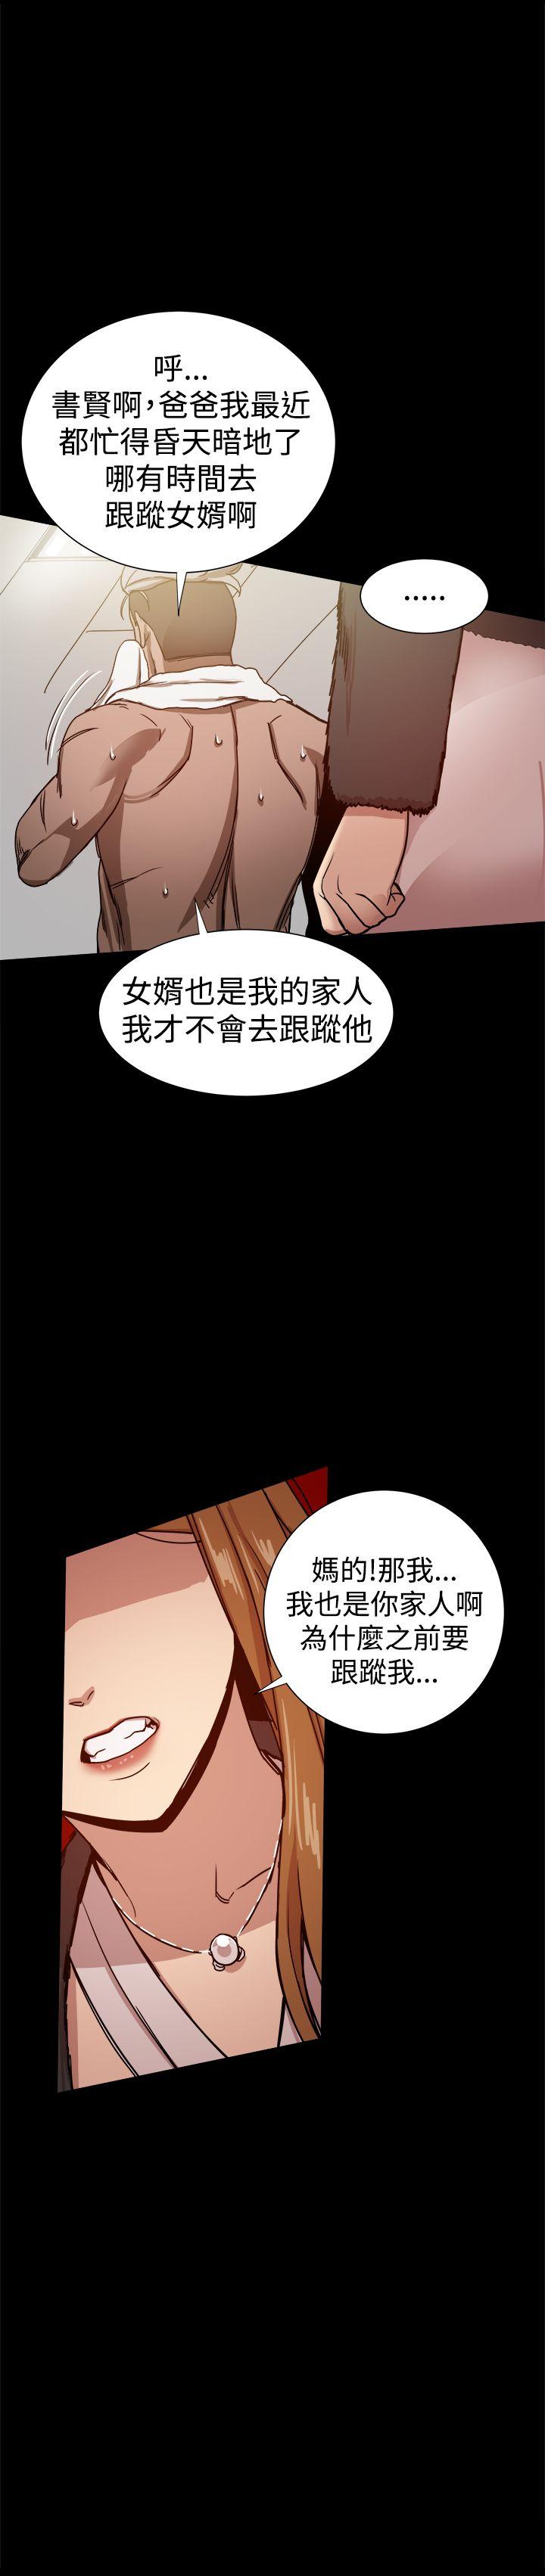 呼...
書賢啊,爸爸我最近
都忙得昏天暗地了
哪有時間去
跟蹤女婿啊
.....
女婿也是我的家人
我才不會去跟蹤他
媽的!那我...
我也是你家人啊
為什麼之前要
跟蹤我...